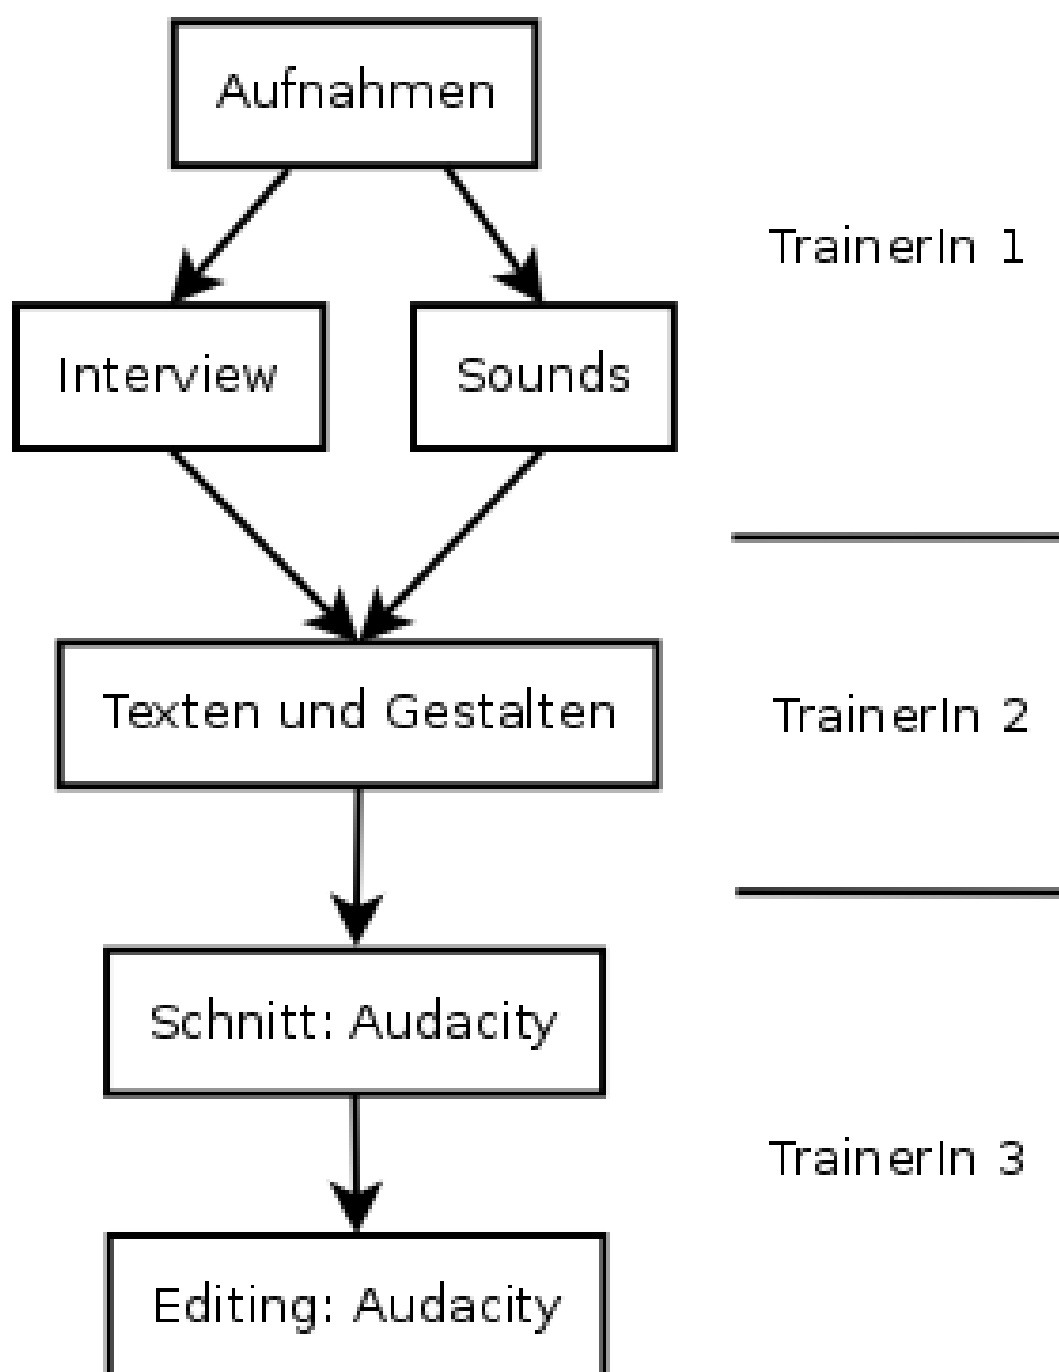 Aufnahmen
TrainerIn 1
Interview
Sounds
Texten und Gestalten
TrainerIn 2
Schnitt: Audacity
TrainerIn 3
Editing: Audacity